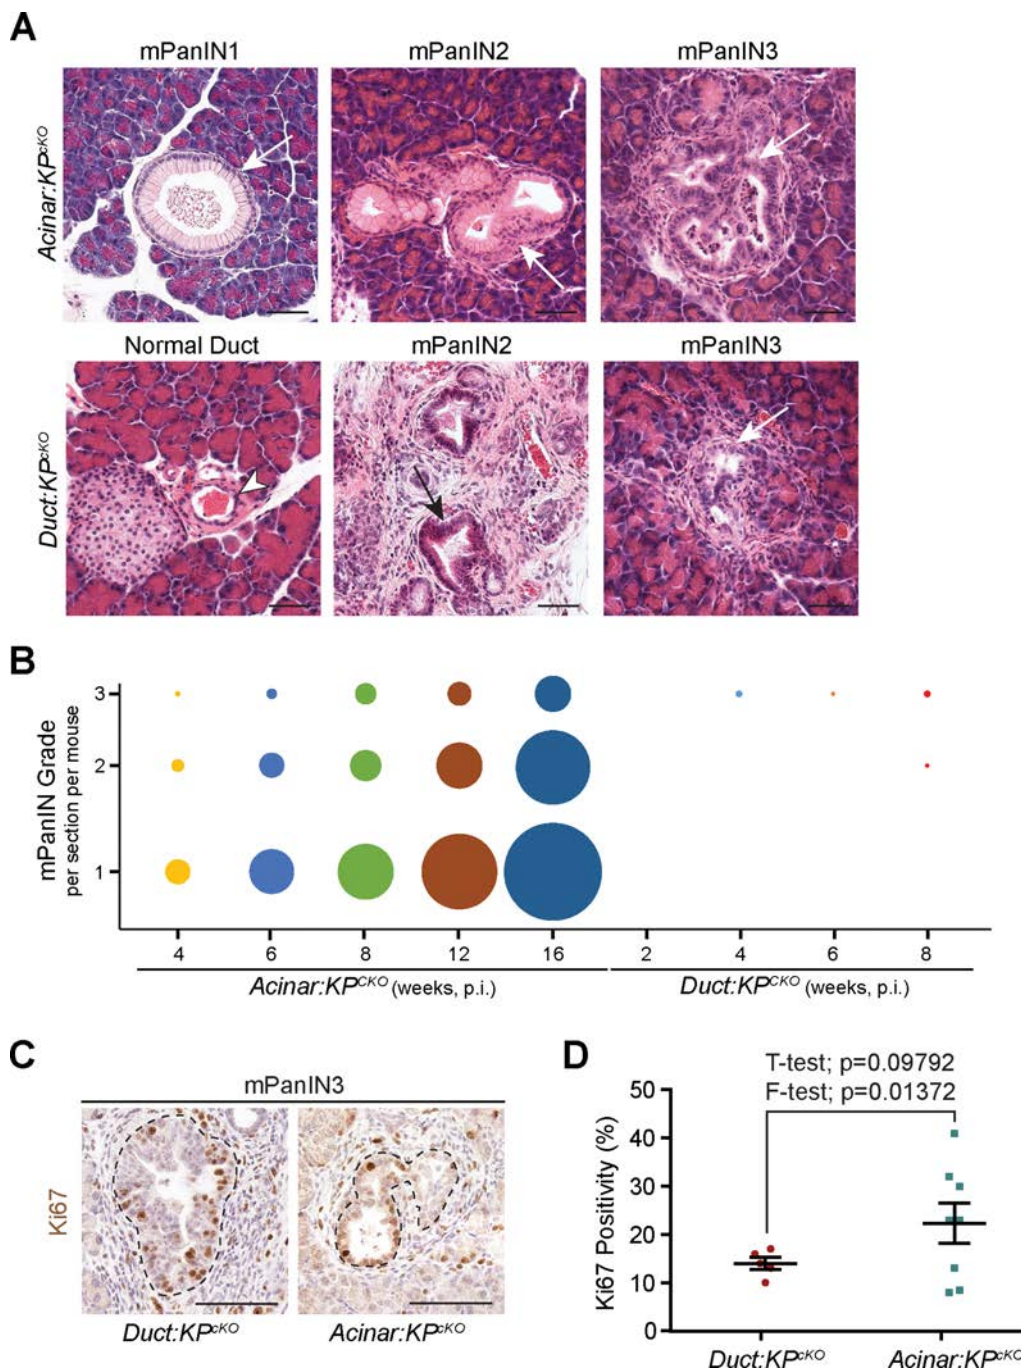 A
mPanIN1
mPanIN2
mPanIN3
Acinar:KPcKO
Normal Duct
mPanIN2
mPanIN3
Duct:KPcKO
B
mPanIN Grade
per section per mouse
3
2
1
4 6 8 12 16 2 4 6 8
Acinar:KPCKO (weeks, p.i.)
Duct:KPCKO (weeks, p.i.)
C
mPanIN3
Ki67
Duct:KPcKO
Acinar:KPcKO
D
T-test; p=0.09792
F-test; p=0.01372
Ki67 Positivity (%)
50
40
30
20
10
0
Duct:KPcKO
Acinar:KPcKO